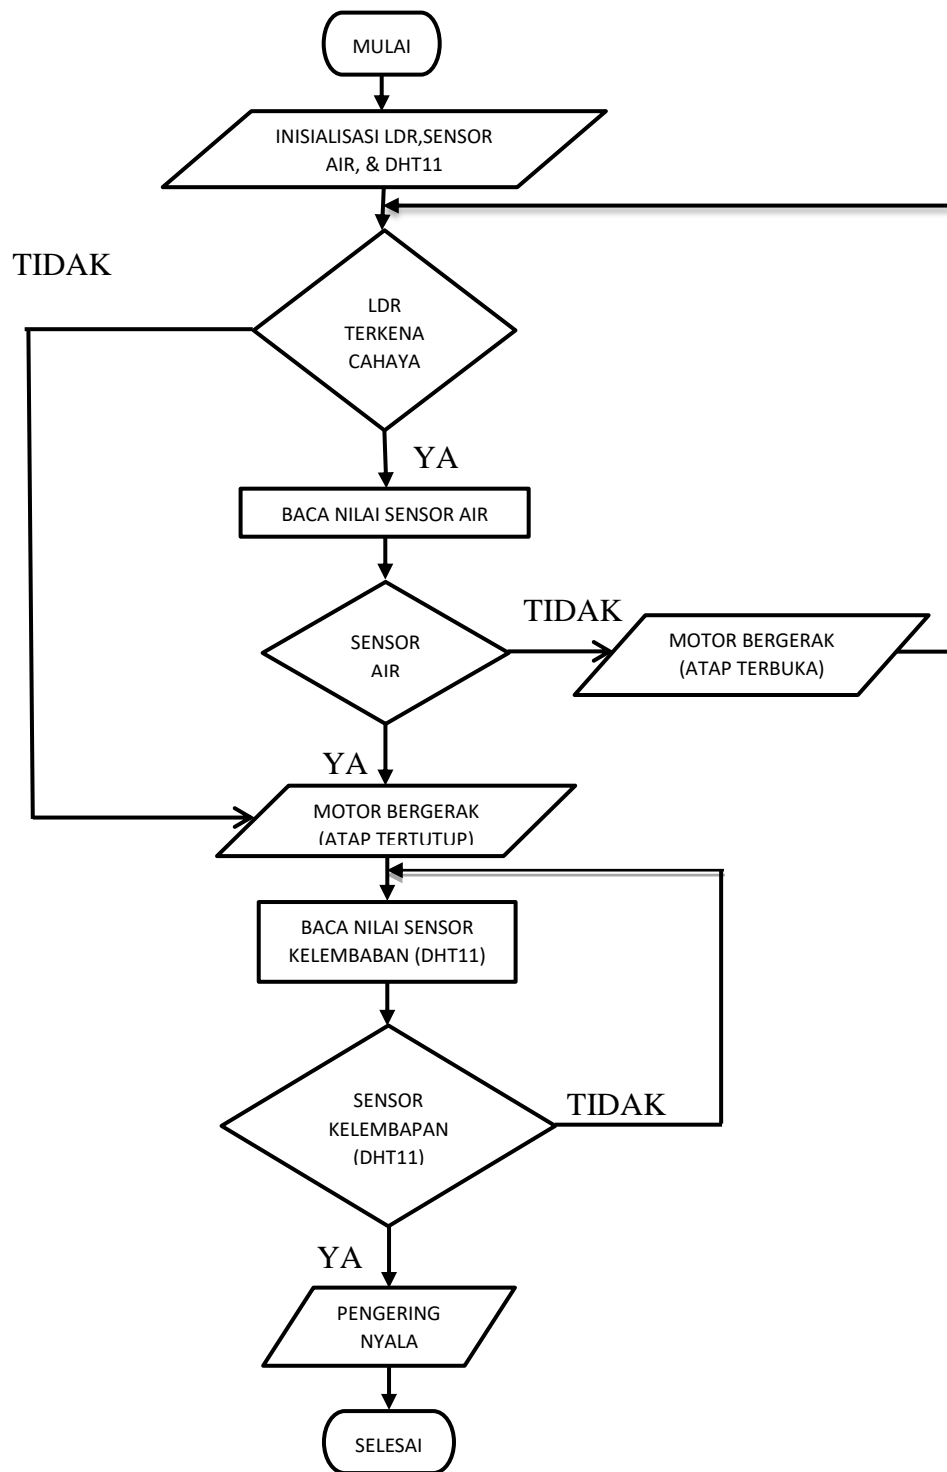 MULAI
INISIALISASI LDR,SENSOR
AIR, & DHT11
TIDAK
LDR
TERKENA
CAHAYA
YA
BACA NILAI SENSOR AIR
TIDAK
SENSOR
AIR
MOTOR BERGERAK
(ATAP TERBUKA)
YA
MOTOR BERGERAK
(ATAP TERTUTUP)
BACA NILAI SENSOR
KELEMBABAN (DHT11)
SENSOR
KELEMBAPAN
(DHT11)
TIDAK
YA
PENGERING
NYALA
SELESAI